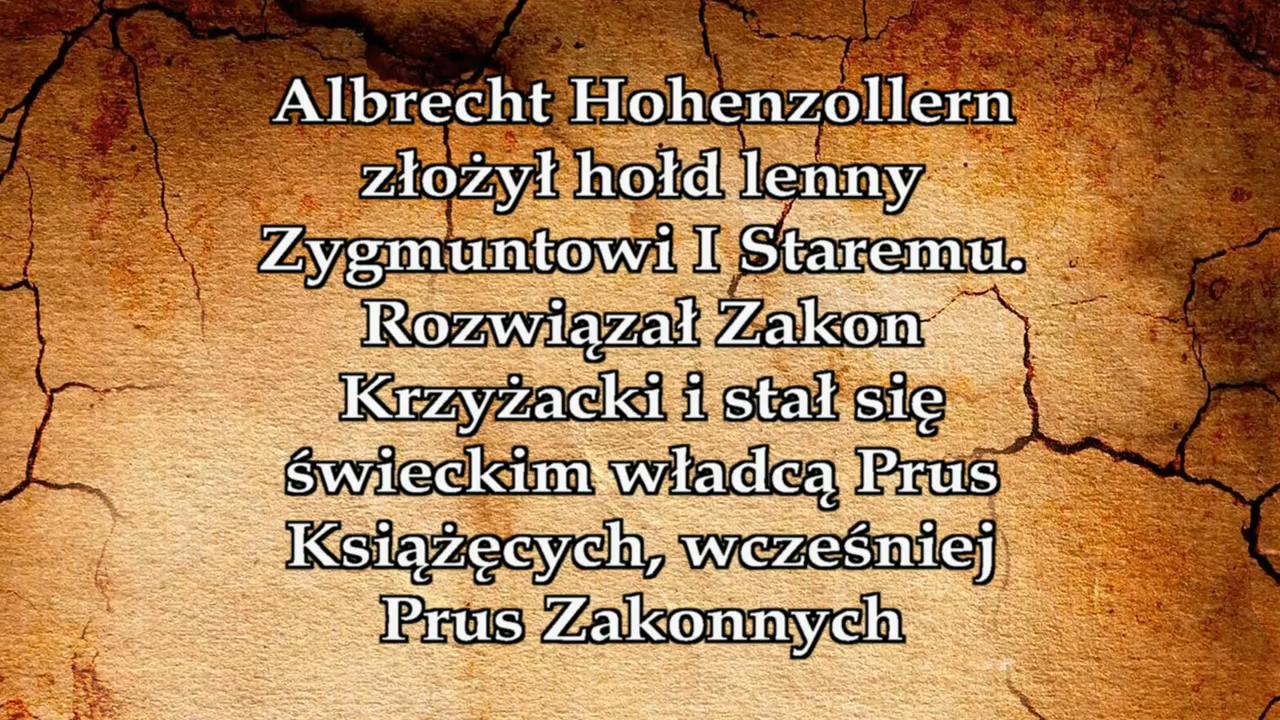 Albrecht Hohenzollern
złożył hołd lenny
Zygmuntowi I Staremu.
Rozwiązał Zakon
Krzyżacki i stał się
świeckim władcą Prus
Książęcych, wcześniej
Prus Zakonnych